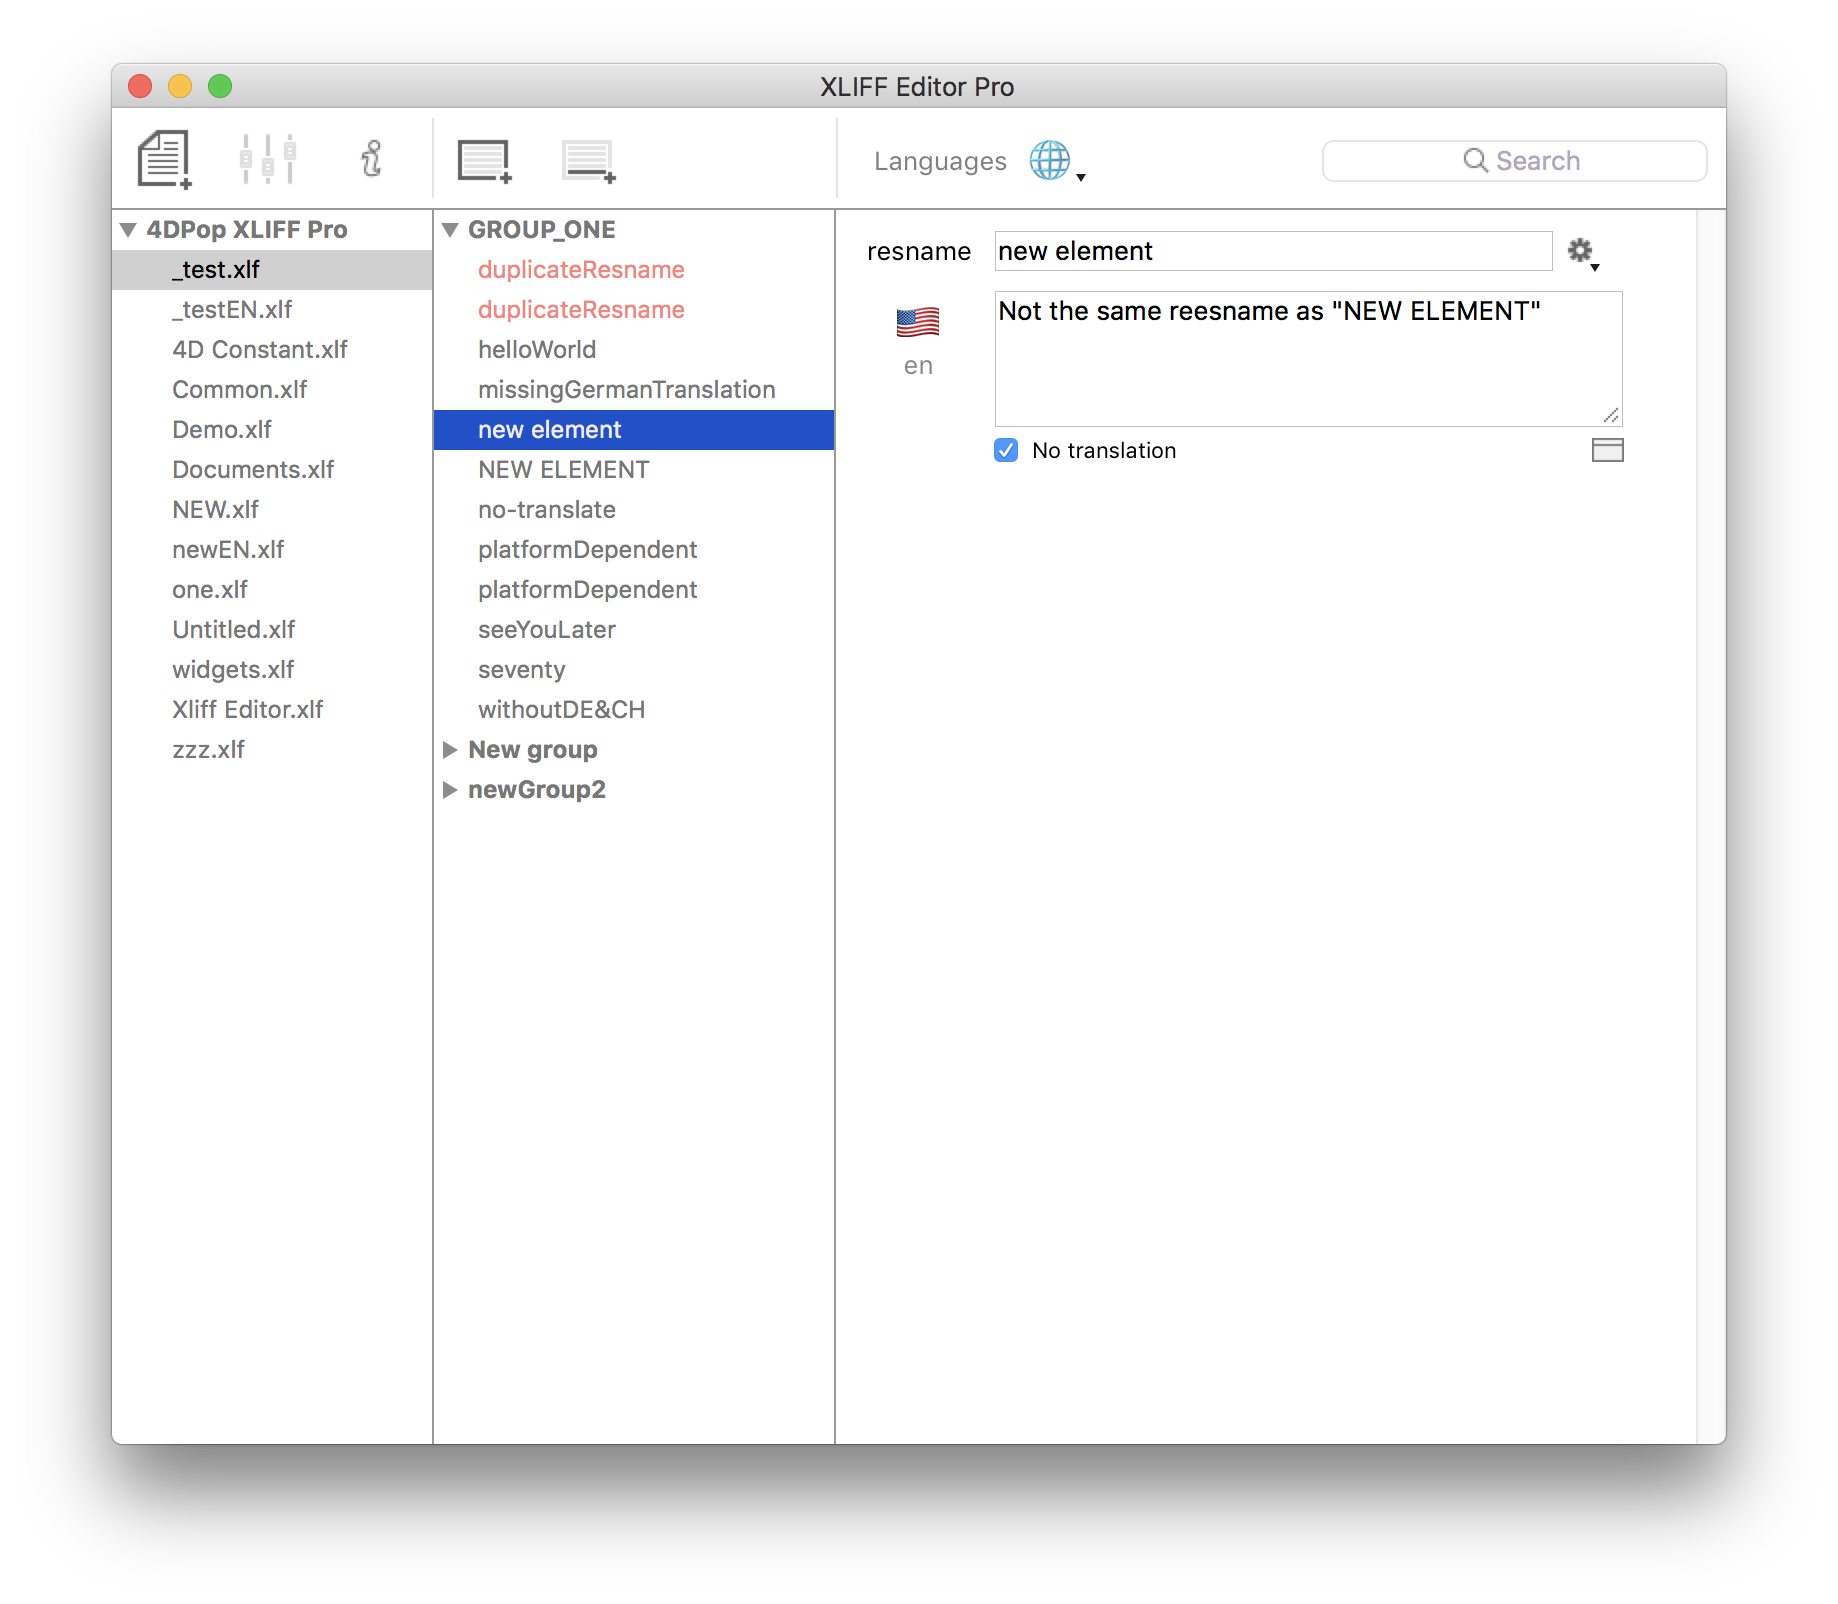 XLIFF Editor Pro
Languages
Search
4DPop XLIFF Pro
_test.xlf
_testEN.xlf
4D Constant.xlf
Common.xlf
Demo.xlf
Documents.xlf
NEW.xlf
newEN.xlf
one.xlf
Untitled.xlf
widgets.xlf
Xliff Editor.xlf
zzz.xlf
GROUP_ONE
duplicateResname
duplicateResname
helloWorld
missingGermanTranslation
new element
NEW ELEMENT
no-translate
platformDependent
platformDependent
seeYouLater
seventy
withoutDE&CH
New group
newGroup2
resname new element
Not the same reesname as "NEW ELEMENT"
en
No translation